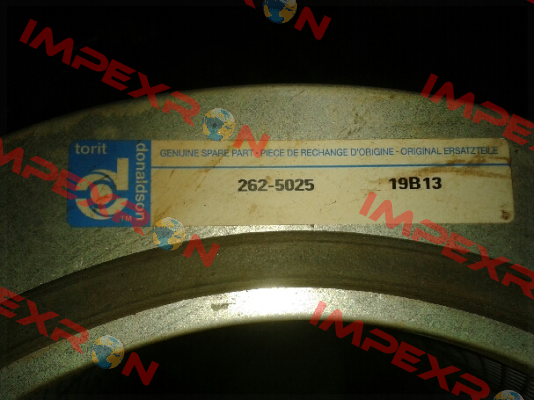 IMPEXRON
IMPEXRON
torit
donaldson
TM
GENUINE SPARE PART - PIECE DE RECHANGE D'ORIGINE - ORIGINAL ERSATZTEILE
262-5025 19B13
IMPEXRON
IMPEXRON
IMPEXRON
IMPEXRON